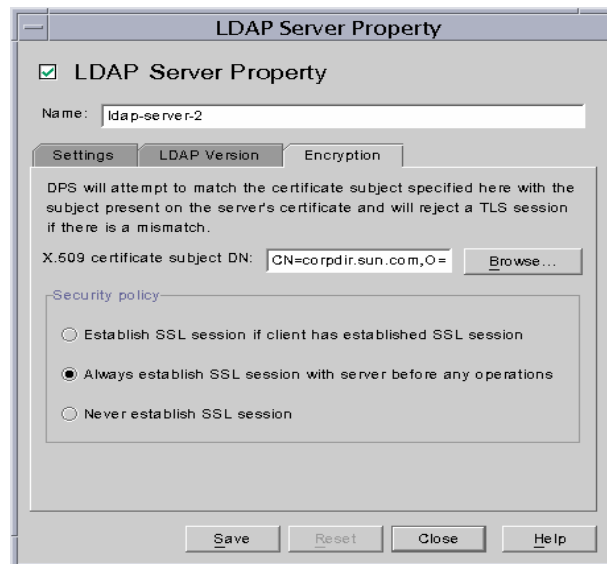 LDAP Server Property
LDAP Server Property
Name: ldap-server-2
Settings LDAP Version Encryption
DPS will attempt to match the certificate subject specified here with the
subject present on the server's certificate and will reject a TLS session
if there is a mismatch.
X.509 certificate subject DN: CN=corpdir.sun.com,O= Browse...
Security policy
Establish SSL session if client has established SSL session
Always establish SSL session with server before any operations
Never establish SSL session
Save Reset Close Help